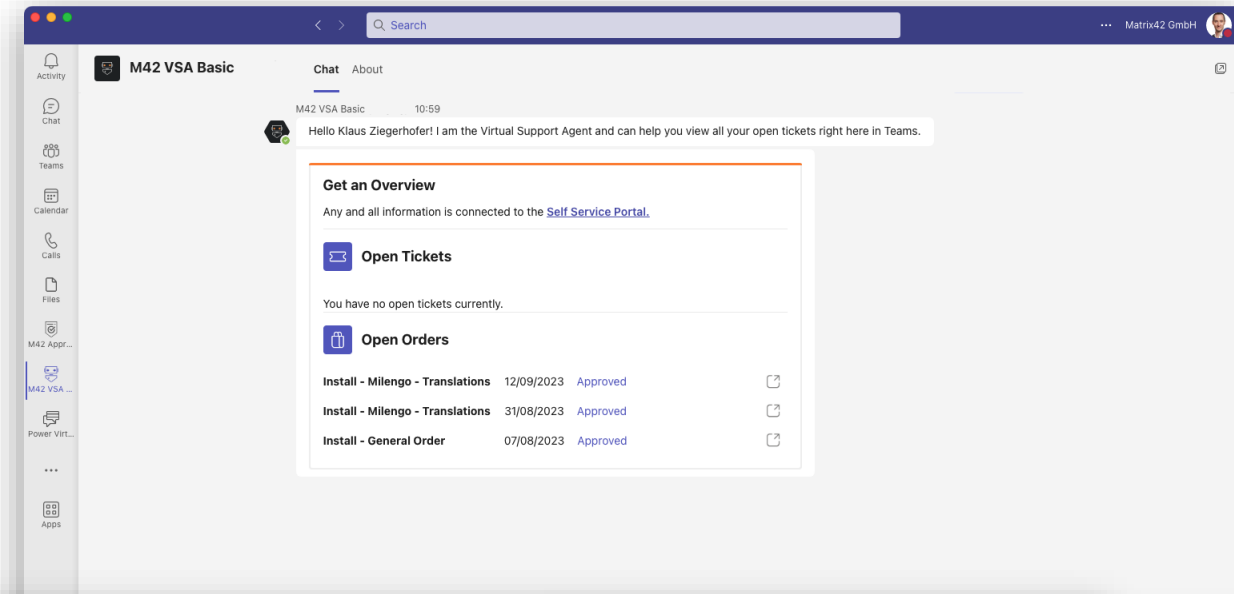 Search
Matrix42 GmbH
Activity
Chat
Teams
Calendar
Calls
Files
M42 Appr...
M42 VSA ...
Power Virt...
Apps
M42 VSA Basic
Chat About
M42 VSA Basic 10:59
Hello Klaus Ziegerhofer! I am the Virtual Support Agent and can help you view all your open tickets right here in Teams.
Get an Overview
Any and all information is connected to the Self Service Portal.
Open Tickets
You have no open tickets currently.
Open Orders
Install - Milengo - Translations 12/09/2023 Approved
Install - Milengo - Translations 31/08/2023 Approved
Install - General Order 07/08/2023 Approved